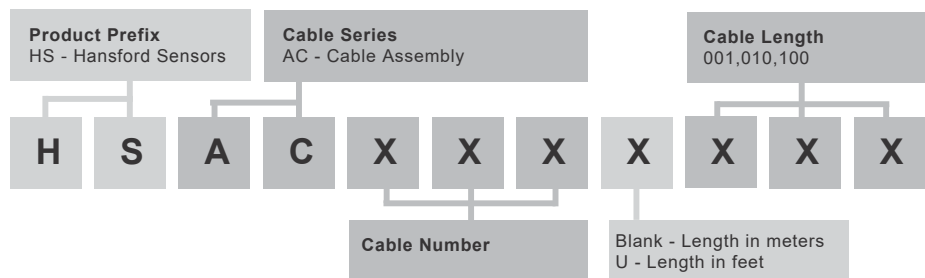 Product Prefix
HS - Hansford Sensors
Cable Series
AC - Cable Assembly
Cable Length
001,010,100
H S A C X X X X X X X
Cable Number
Blank - Length in meters
U - Length in feet